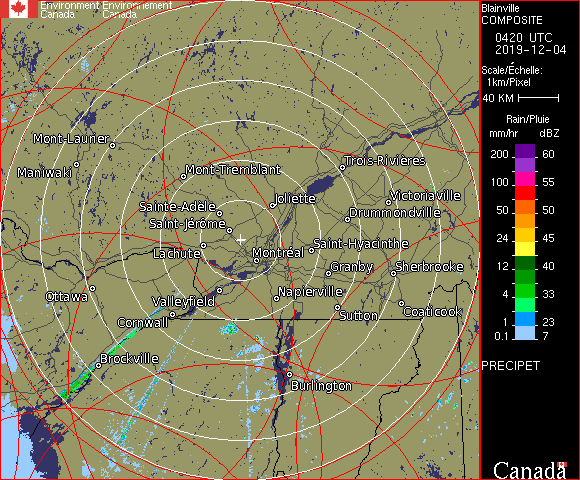 Environment Environnement
Canada Canada
Blainville
COMPOSITE
0420 UTC
2019-12-04
Scale/Échelle:
1km/Pixel
40 KM
Rain/Pluie
mm/hr dBZ
200 60
100 55
50 50
24 45
12 40
4 33
1 23
0.1 7
PRECIPET
Canada
Mont-Laurier
Maniwaki
Mont-Tremblant
Trois-Rivières
Joliette
Victoriaville
Sainte-Adèle
Drummondville
Saint-Jérôme
Saint-Hyacinthe
Lachute
Montréal
Granby
Sherbrooke
Ottawa
Valleyfield
Napierville
Cornwall
Sutton
Coaticook
Brockville
Burlington